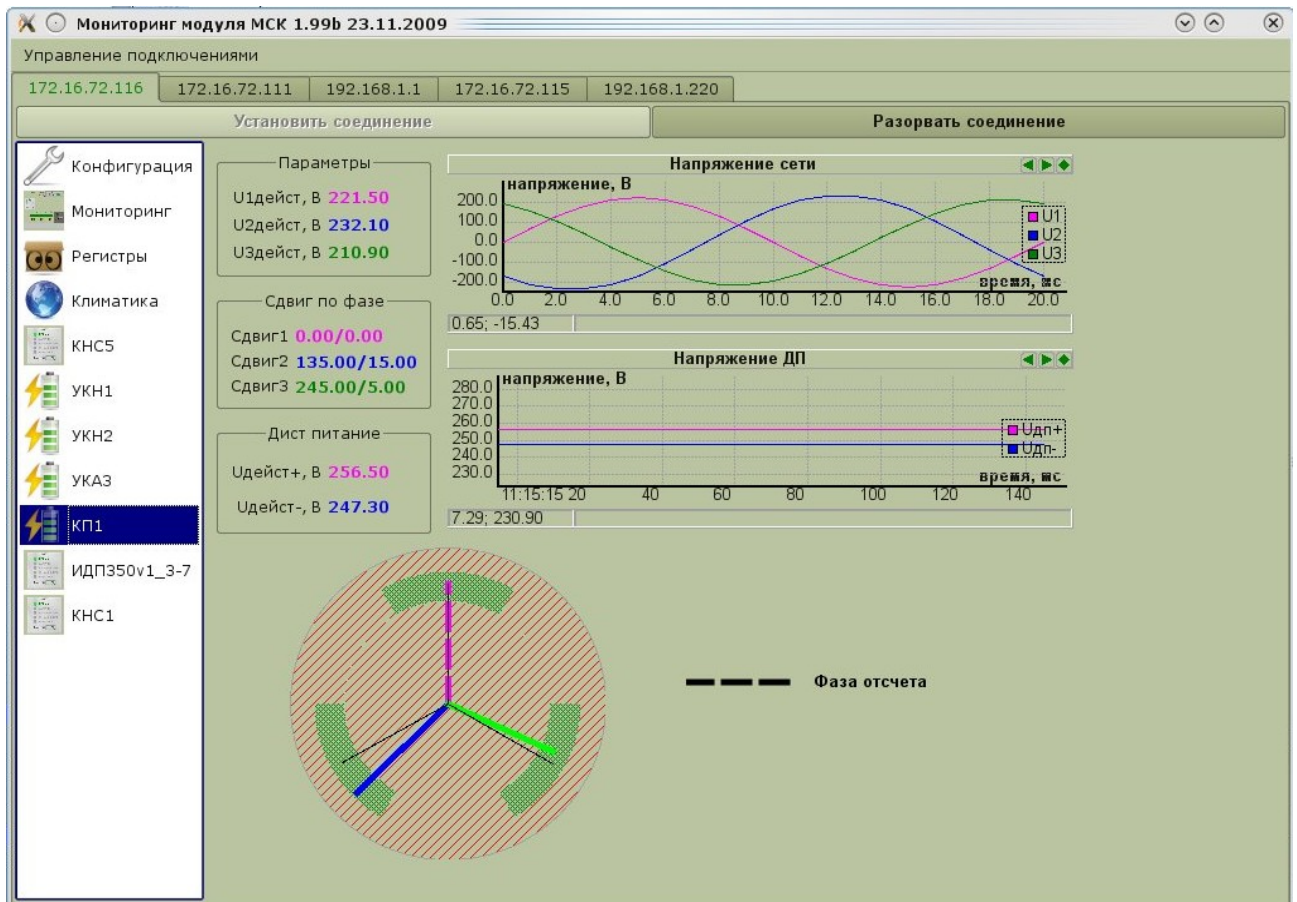 Мониторинг модуля МСК 1.99b 23.11.2009
Управление подключениями
172.16.72.116 172.16.72.111 192.168.1.1 172.16.72.115 192.168.1.220
Установить соединение Разорвать соединение
Конфигурация
Мониторинг
Регистры
Климатика
КНС5
УКН1
УКН2
УКА3
КП1
ИДП350v1_3-7
КНС1
Параметры
U1дейст, В 221.50
U2дейст, В 232.10
U3дейст, В 210.90
Сдвиг по фазе
Сдвиг1 0.00/0.00
Сдвиг2 135.00/15.00
Сдвиг3 245.00/5.00
Дист питание
Uдейст+, В 256.50
Uдейст-, В 247.30
Напряжение сети
напряжение, В
200.0
100.0
0.0
-100.0
-200.0
U1
U2
U3
время, мс
0.0 2.0 4.0 6.0 8.0 10.0 12.0 14.0 16.0 18.0 20.0
0.65; -15.43
Напряжение ДП
напряжение, В
280.0
270.0
260.0
250.0
240.0
230.0
Uдп+
Uдп-
время, мс
11:15:15 20 40 60 80 100 120 140
7.29; 230.90
Фаза отсчета